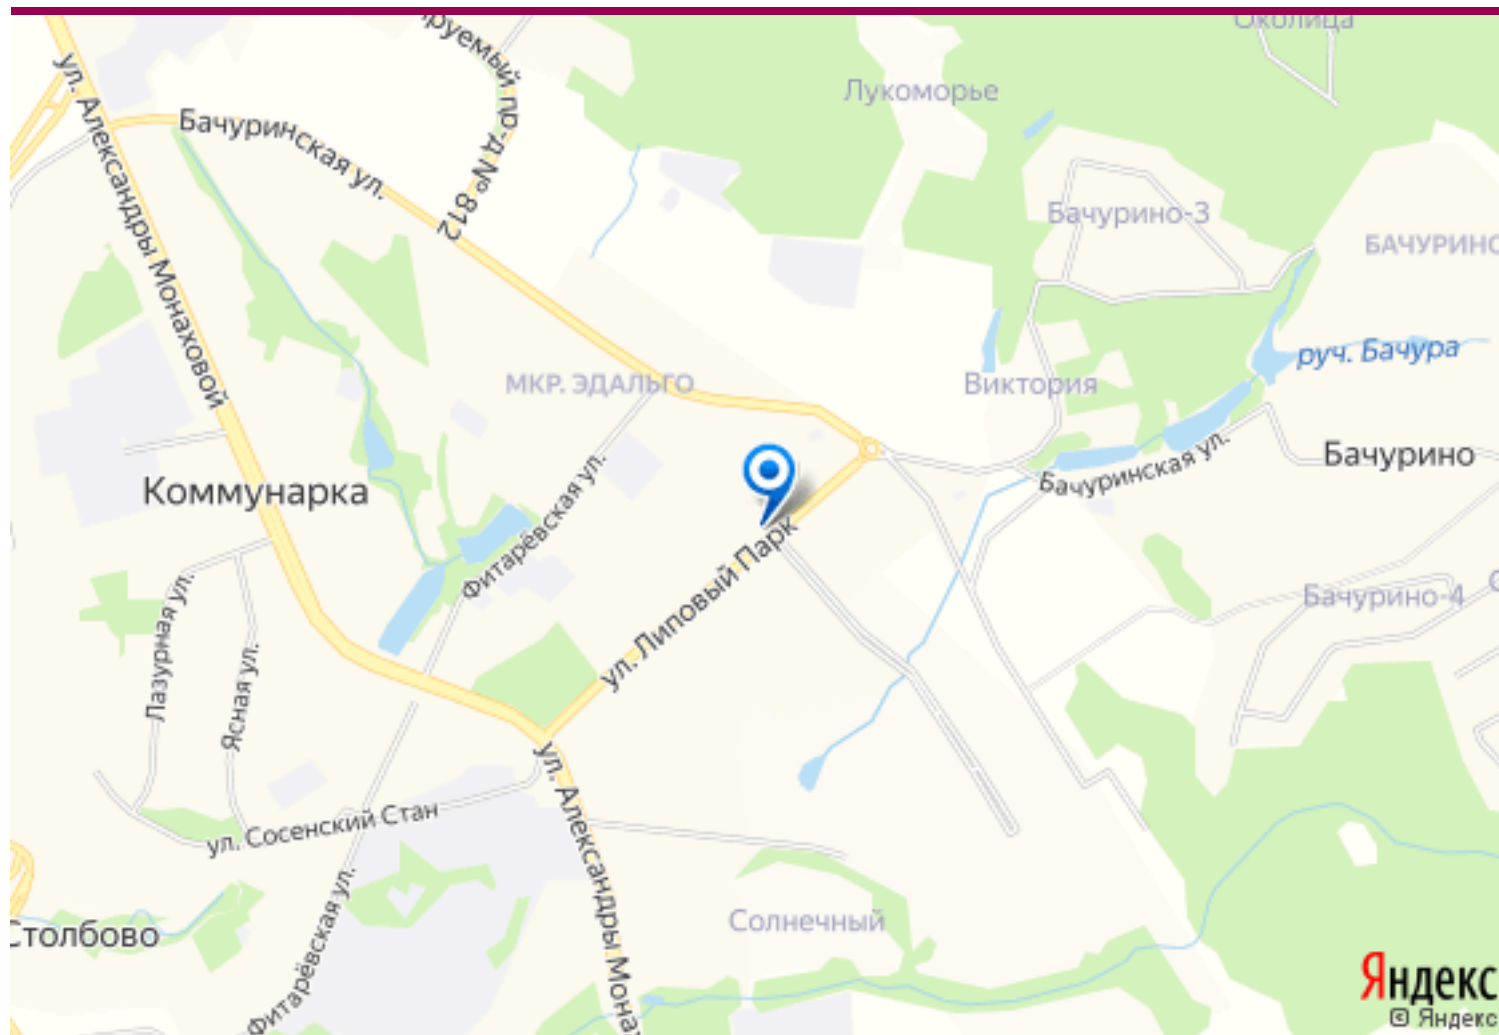 Околица
ируемый пр-д № 812
ул. Александры Монаховой
Лукоморье
Бачуринская ул.
Бачурино-3
БАЧУРИНО
руч. Бачура
МКР. ЭДАЛЬГО
Виктория
Бачурино
Бачуринская ул.
Коммунарка
Фитарёвская ул.
ул. Липовый Парк
Бачурино-4
Лазурная ул.
Ясная ул.
ул. Сосенский Стан
ул. Александры Мона
Фитарёвская ул.
Столбово
Солнечный
Яндекс
© Яндекс